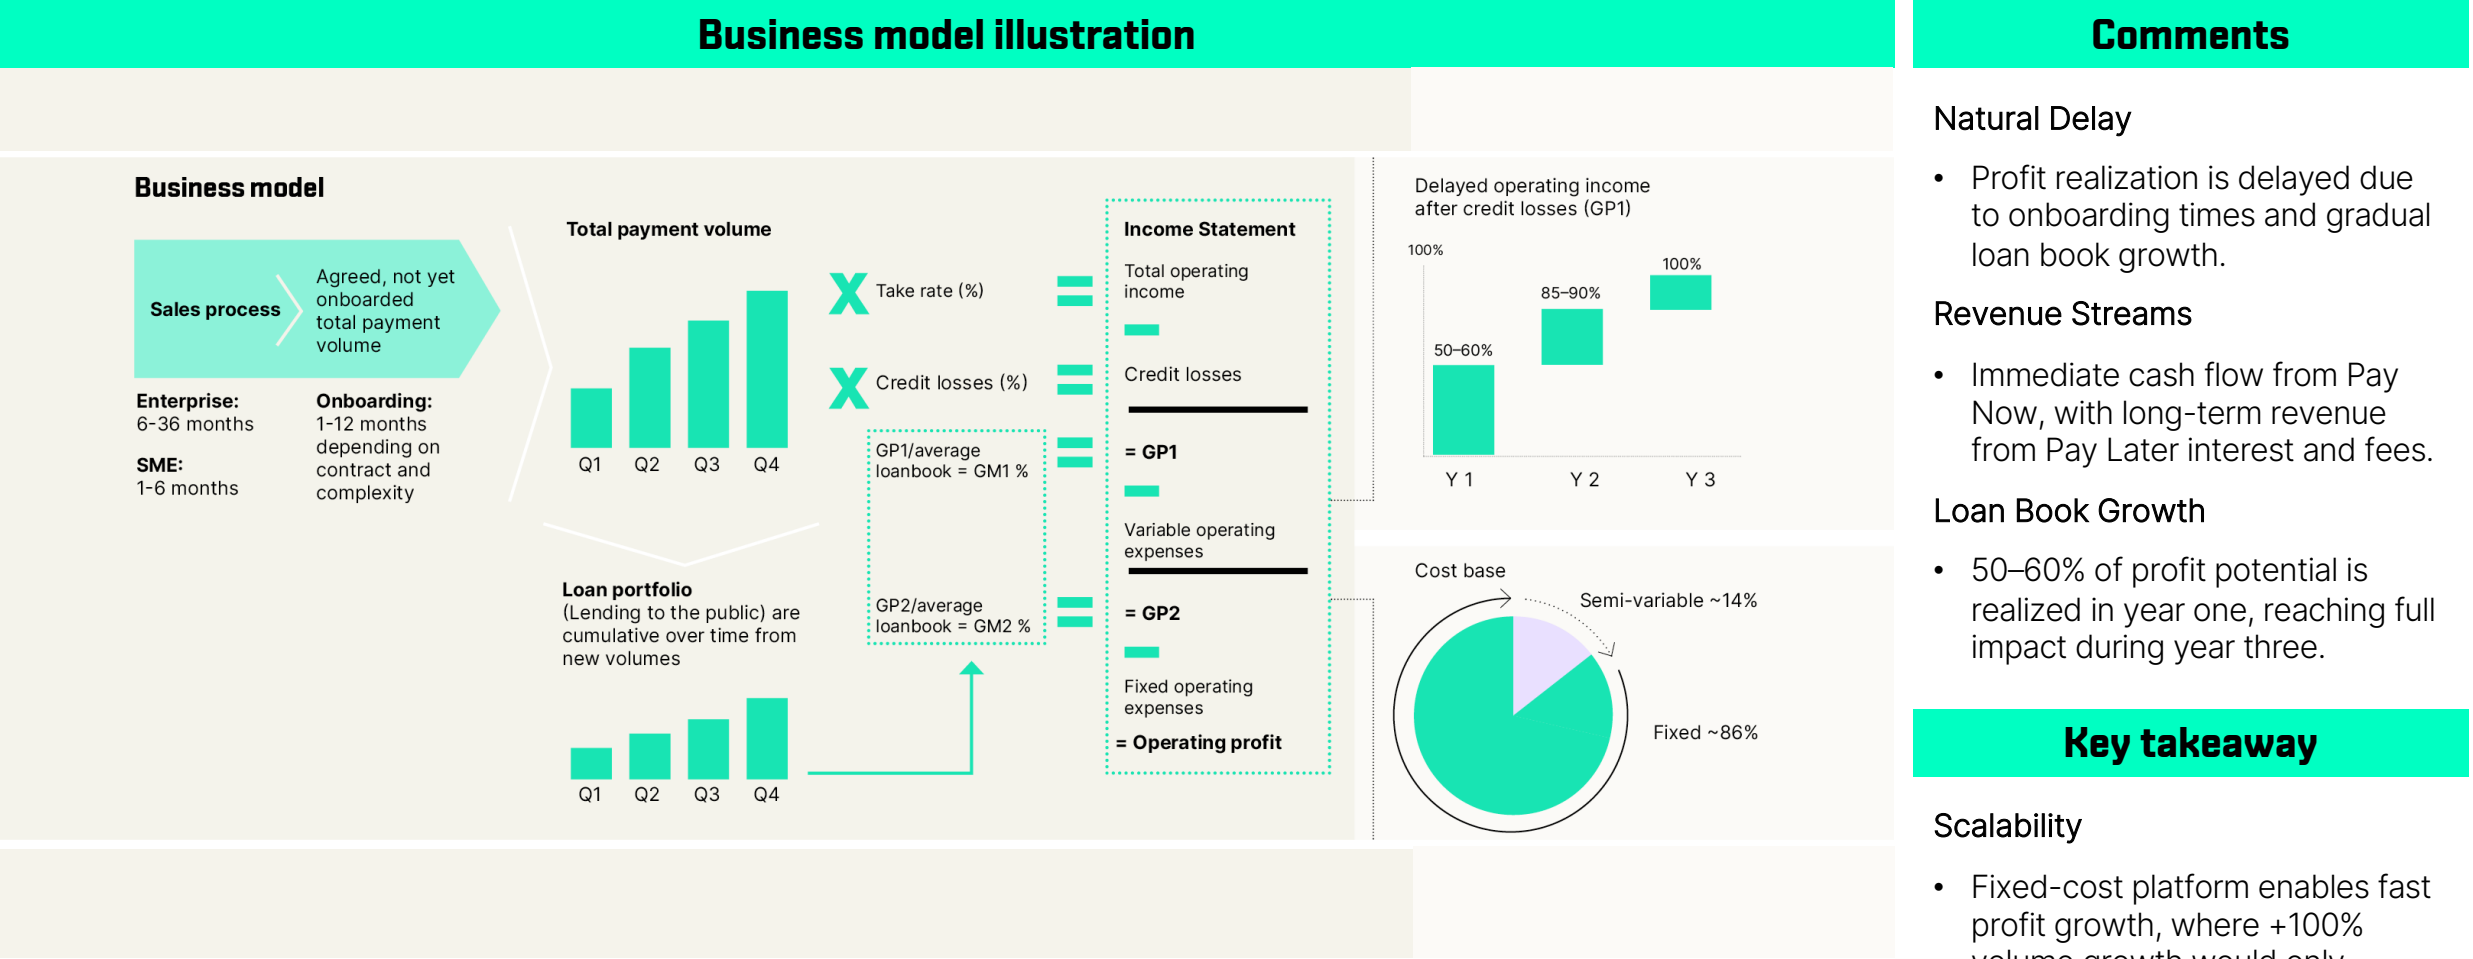 Business model illustration
Business model
Sales process
Agreed, not yet
onboarded
total payment
volume
Enterprise:
6-36 months
SME:
1-6 months
Onboarding:
1-12 months
depending on
contract and
complexity
Total payment volume
Q1 Q2 Q3 Q4
Loan portfolio
(Lending to the public) are
cumulative over time from
new volumes
Q1 Q2 Q3 Q4
X Take rate (%) =
X Credit losses (%) =
GP1/average
loanbook = GM1 %
=
GP2/average
loanbook = GM2 %
=
Income Statement
Total operating
income
-
Credit losses
= GP1
-
Variable operating
expenses
= GP2
-
Fixed operating
expenses
= Operating profit
Delayed operating income
after credit losses (GP1)
100%
50–60%
85–90%
100%
Y 1 Y 2 Y 3
Cost base
Semi-variable ~14%
Fixed ~86%
Comments
Natural Delay
• Profit realization is delayed due
to onboarding times and gradual
loan book growth.
Revenue Streams
• Immediate cash flow from Pay
Now, with long-term revenue
from Pay Later interest and fees.
Loan Book Growth
• 50–60% of profit potential is
realized in year one, reaching full
impact during year three.
Key takeaway
Scalability
• Fixed-cost platform enables fast
profit growth, where +100%
volume growth would only